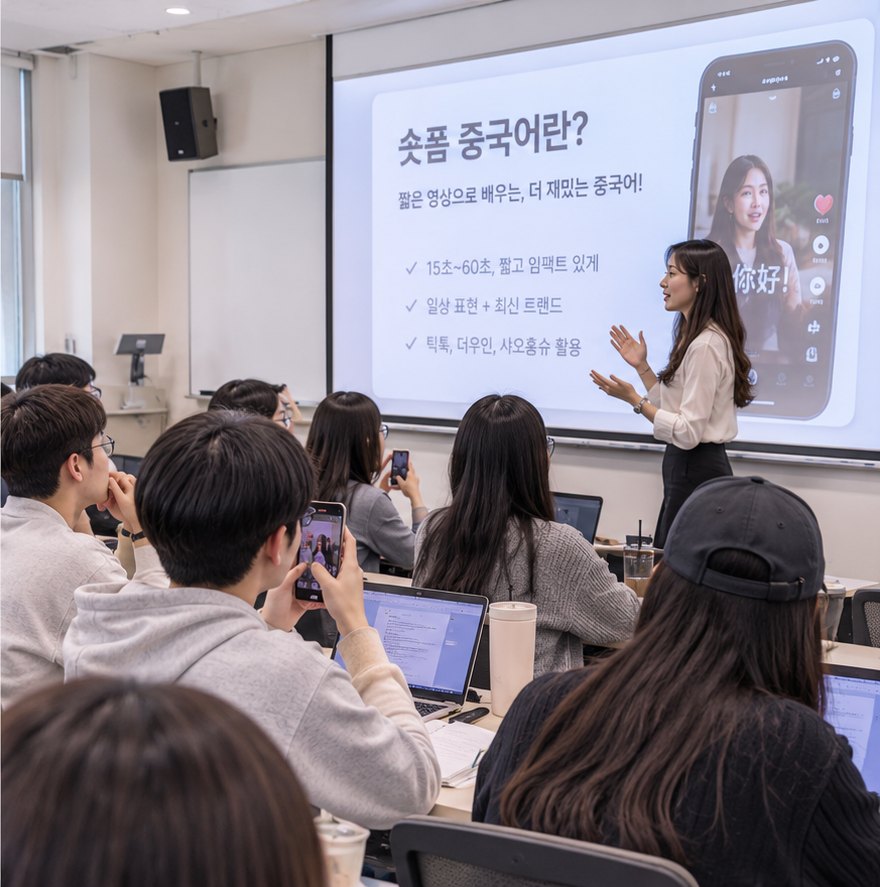 숏폼 중국어란?
짧은 영상으로 배우는, 더 재밌는 중국어!
✓ 15초~60초, 짧고 임팩트 있게
✓ 일상 표현 + 최신 트랜드
✓ 틱톡, 더우인, 샤오홍슈 활용
你好!